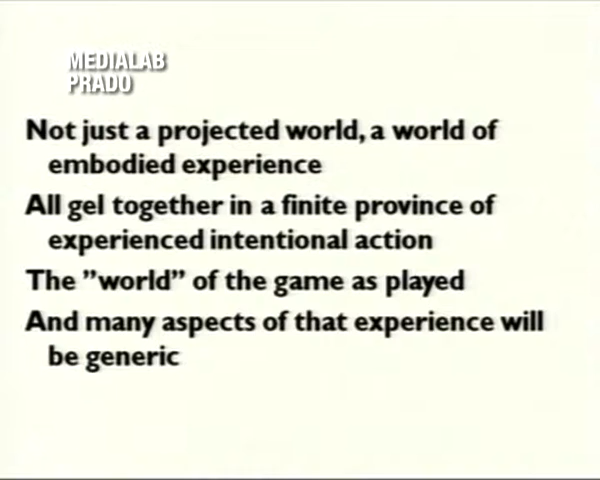 MEDIALAB
PRADO
Not just a projected world, a world of
embodied experience
All gel together in a finite province of
experienced intentional action
The ”world” of the game as played
And many aspects of that experience will
be generic